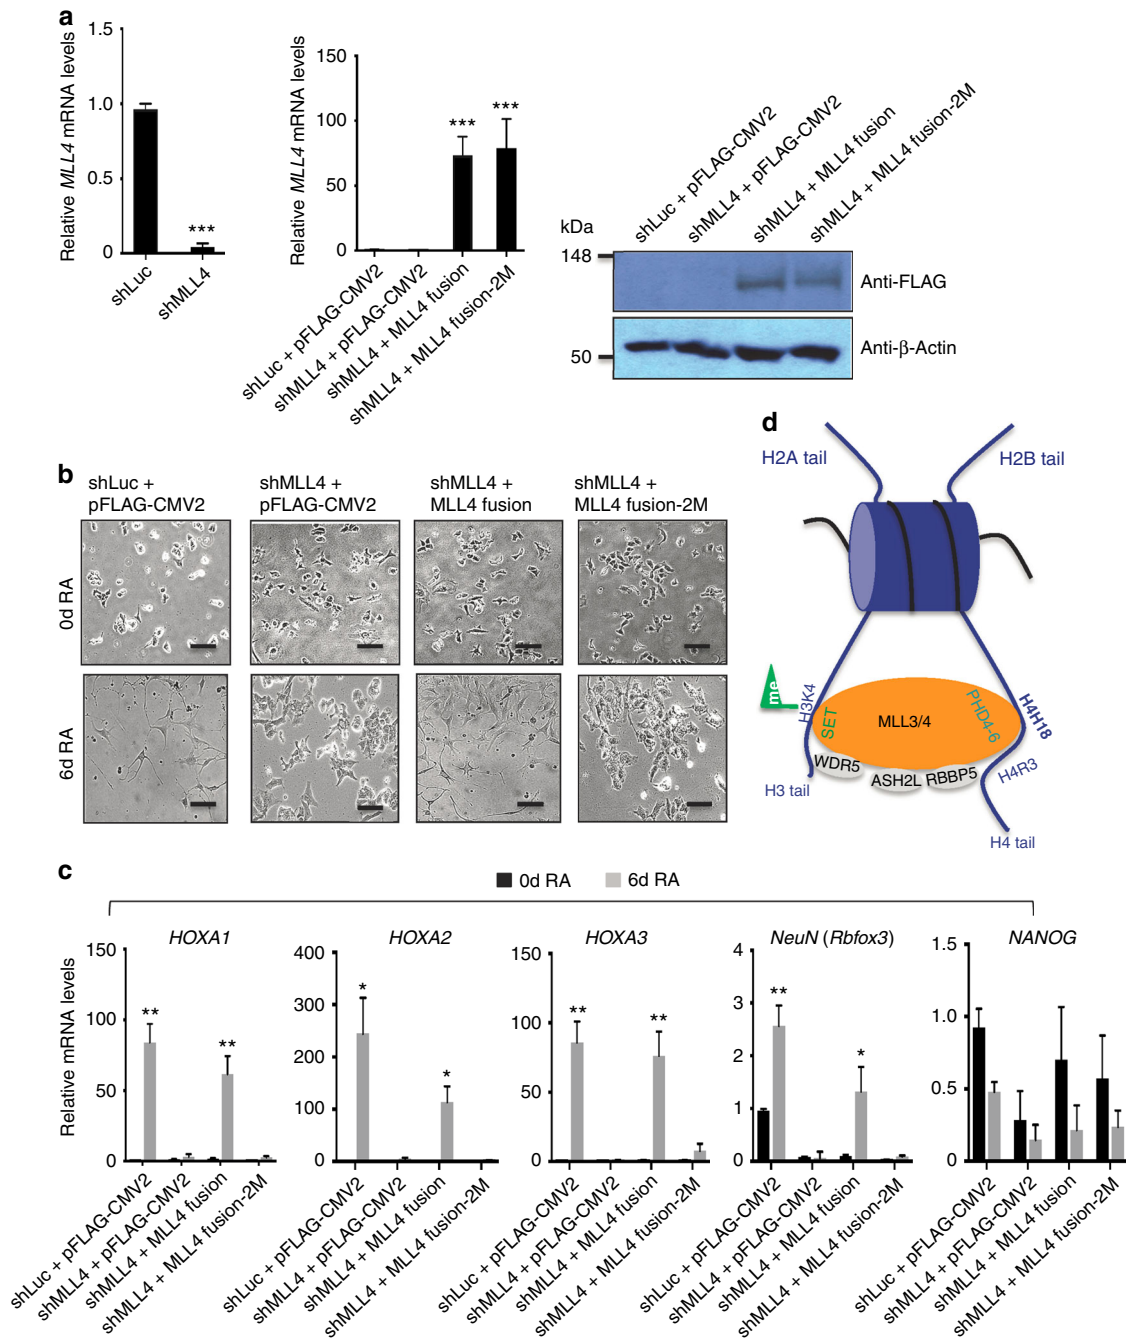 a
Relative MLL4 mRNA levels
1.5
1.0
0.5
0
***
shLuc
shMLL4
Relative MLL4 mRNA levels
150
100
50
0
***
***
shLuc + pFLAG-CMV2
shMLL4 + pFLAG-CMV2
shMLL4 + MLL4 fusion
shMLL4 + MLL4 fusion-2M
shLuc + pFLAG-CMV2
shMLL4 + pFLAG-CMV2
shMLL4 + MLL4 fusion
shMLL4 + MLL4 fusion-2M
kDa
148
50
Anti-FLAG
Anti-β-Actin
b
shLuc +
pFLAG-CMV2
shMLL4 +
pFLAG-CMV2
shMLL4 +
MLL4 fusion
shMLL4 +
MLL4 fusion-2M
0d RA
6d RA
d
H2A tail
H2B tail
me
H3K4
SET
MLL3/4
PHD4-6
H4H18
WDR5
ASH2L
RBBP5
H4R3
H3 tail
H4 tail
c
0d RA
6d RA
Relative mRNA levels
HOXA1
150
100
50
0
**
**
shLuc + pFLAG-CMV2
shMLL4 + pFLAG-CMV2
shMLL4 + MLL4 fusion
shMLL4 + MLL4 fusion-2M
HOXA2
400
300
200
100
0
*
*
shLuc + pFLAG-CMV2
shMLL4 + pFLAG-CMV2
shMLL4 + MLL4 fusion
shMLL4 + MLL4 fusion-2M
HOXA3
150
100
50
0
**
**
shLuc + pFLAG-CMV2
shMLL4 + pFLAG-CMV2
shMLL4 + MLL4 fusion
shMLL4 + MLL4 fusion-2M
NeuN (Rbfox3)
4
3
2
1
0
**
*
shLuc + pFLAG-CMV2
shMLL4 + pFLAG-CMV2
shMLL4 + MLL4 fusion
shMLL4 + MLL4 fusion-2M
NANOG
1.5
1.0
0.5
0
shLuc + pFLAG-CMV2
shMLL4 + pFLAG-CMV2
shMLL4 + MLL4 fusion
shMLL4 + MLL4 fusion-2M